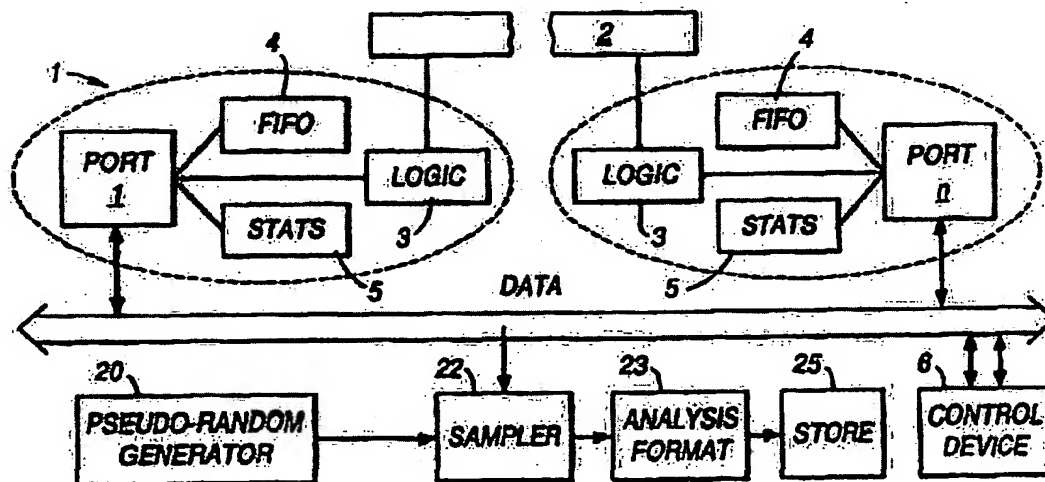 4
2
4
1
FIFO
FIFO
PORT
1
LOGIC
LOGIC
PORT
n
STATS
3
3
STATS
5
DATA
5
20
22
23
25
6
PSEUDO-RANDOM
GENERATOR
SAMPLER
ANALYSIS
FORMAT
STORE
CONTROL
DEVICE